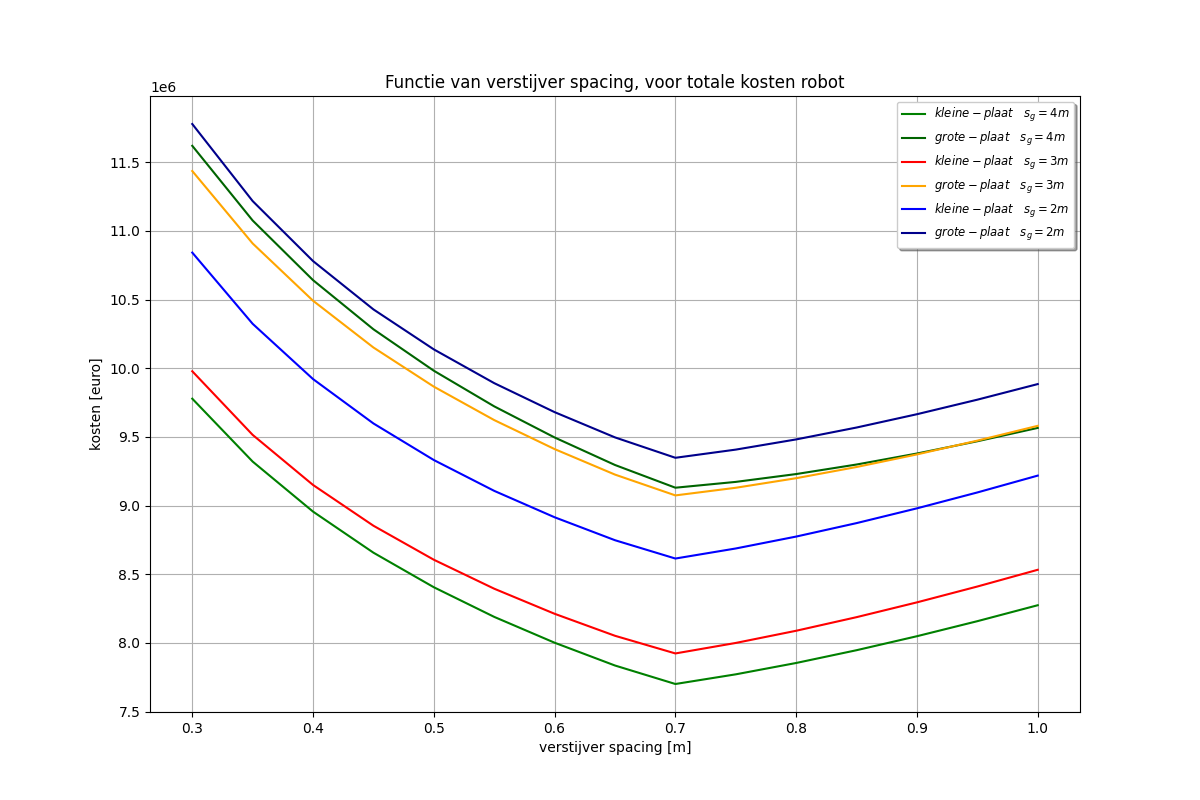 Functie van verstijver spacing, voor totale kosten robot
1e6
kleine-plaat s_g=4m
grote-plaat s_g=4m
kleine-plaat s_g=3m
grote-plaat s_g=3m
kleine-plaat s_g=2m
grote-plaat s_g=2m
11.5
11.0
10.5
10.0
9.5
9.0
8.5
8.0
7.5
kosten [euro]
0.3 0.4 0.5 0.6 0.7 0.8 0.9 1.0
verstijver spacing [m]